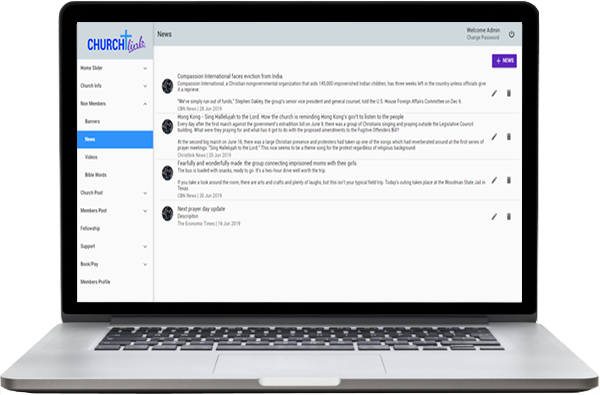 CHURCH link
News
Welcome Admin
Change Password
+ NEWS
Home Slider
Church Info
Non Members
Banners
News
Videos
Bible Words
Church Post
Members Post
Fellowship
Support
Book/Pay
Members Profile
Compassion International faces eviction from India
Compassion International, a Christian nongovernmental organization that aids 145,000 impoverished Indian children, has three weeks left in the country unless officials give
it a reprieve.
"We've simply run out of funds," Stephen Oakley, the group's senior vice president and general counsel, told the U.S. House Foreign Affairs Committee on Dec 6.
CBN News | 28 Jun 2019
Hong Kong - Sing Hallelujah to the Lord: How the church is reminding Hong Kong's gov't to listen to the people
Every day after the first march against the government's extradition bill on June 9, there was a group of Christians singing and praying outside the Legislative Council
building. What were they praying for and what has it got to do with the proposed amendments to the Fugitive Offenders Bill?
At the second big march on June 16, there was a large Christian presence and protesters had taken up one of the songs which had reverberated around at the first series of
prayer meetings. "Sing Hallelujah to the Lord." This now seems to be a theme song for the protest regardless of religious background.
Christlink News | 20 Jun 2019
Fearfully and wonderfully made: the group connecting imprisoned moms with their girls
The bus is loaded with snacks, ready to go. It's a two-hour drive well worth the trip.
If you take a look around the room, there are arts and crafts and plenty of laughs, but this isn't your typical field trip. Today's outing takes place at the Woodman State Jail in
Texas.
CBN News | 20 Jun 2019
Next prayer day update
Description
The Economic Times | 16 Jun 2019